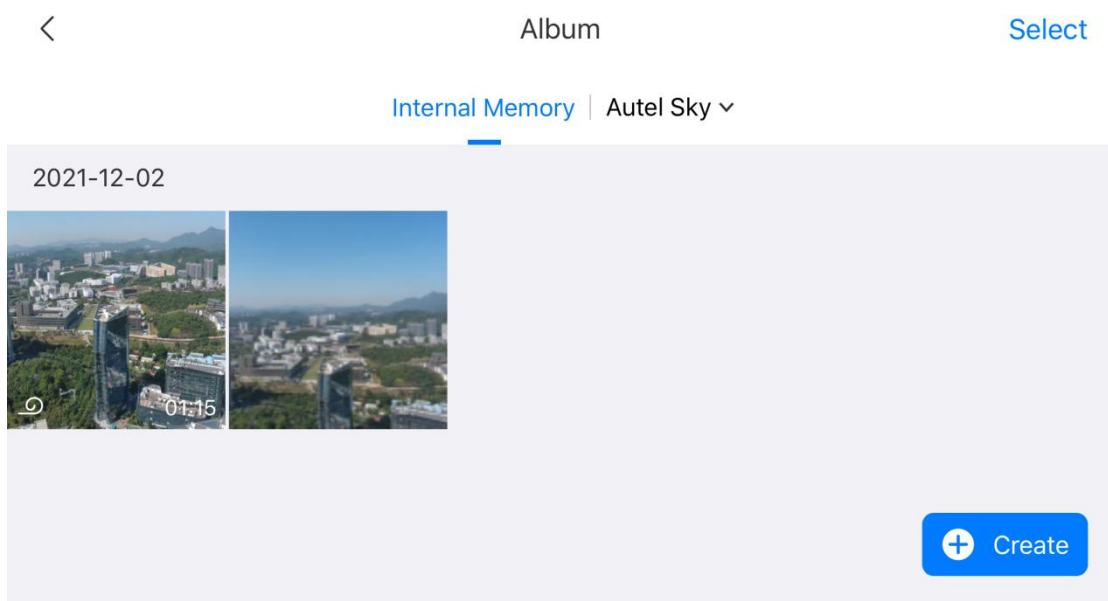 Album
Select
Internal Memory
Autel Sky
2021-12-02
01:15
Create